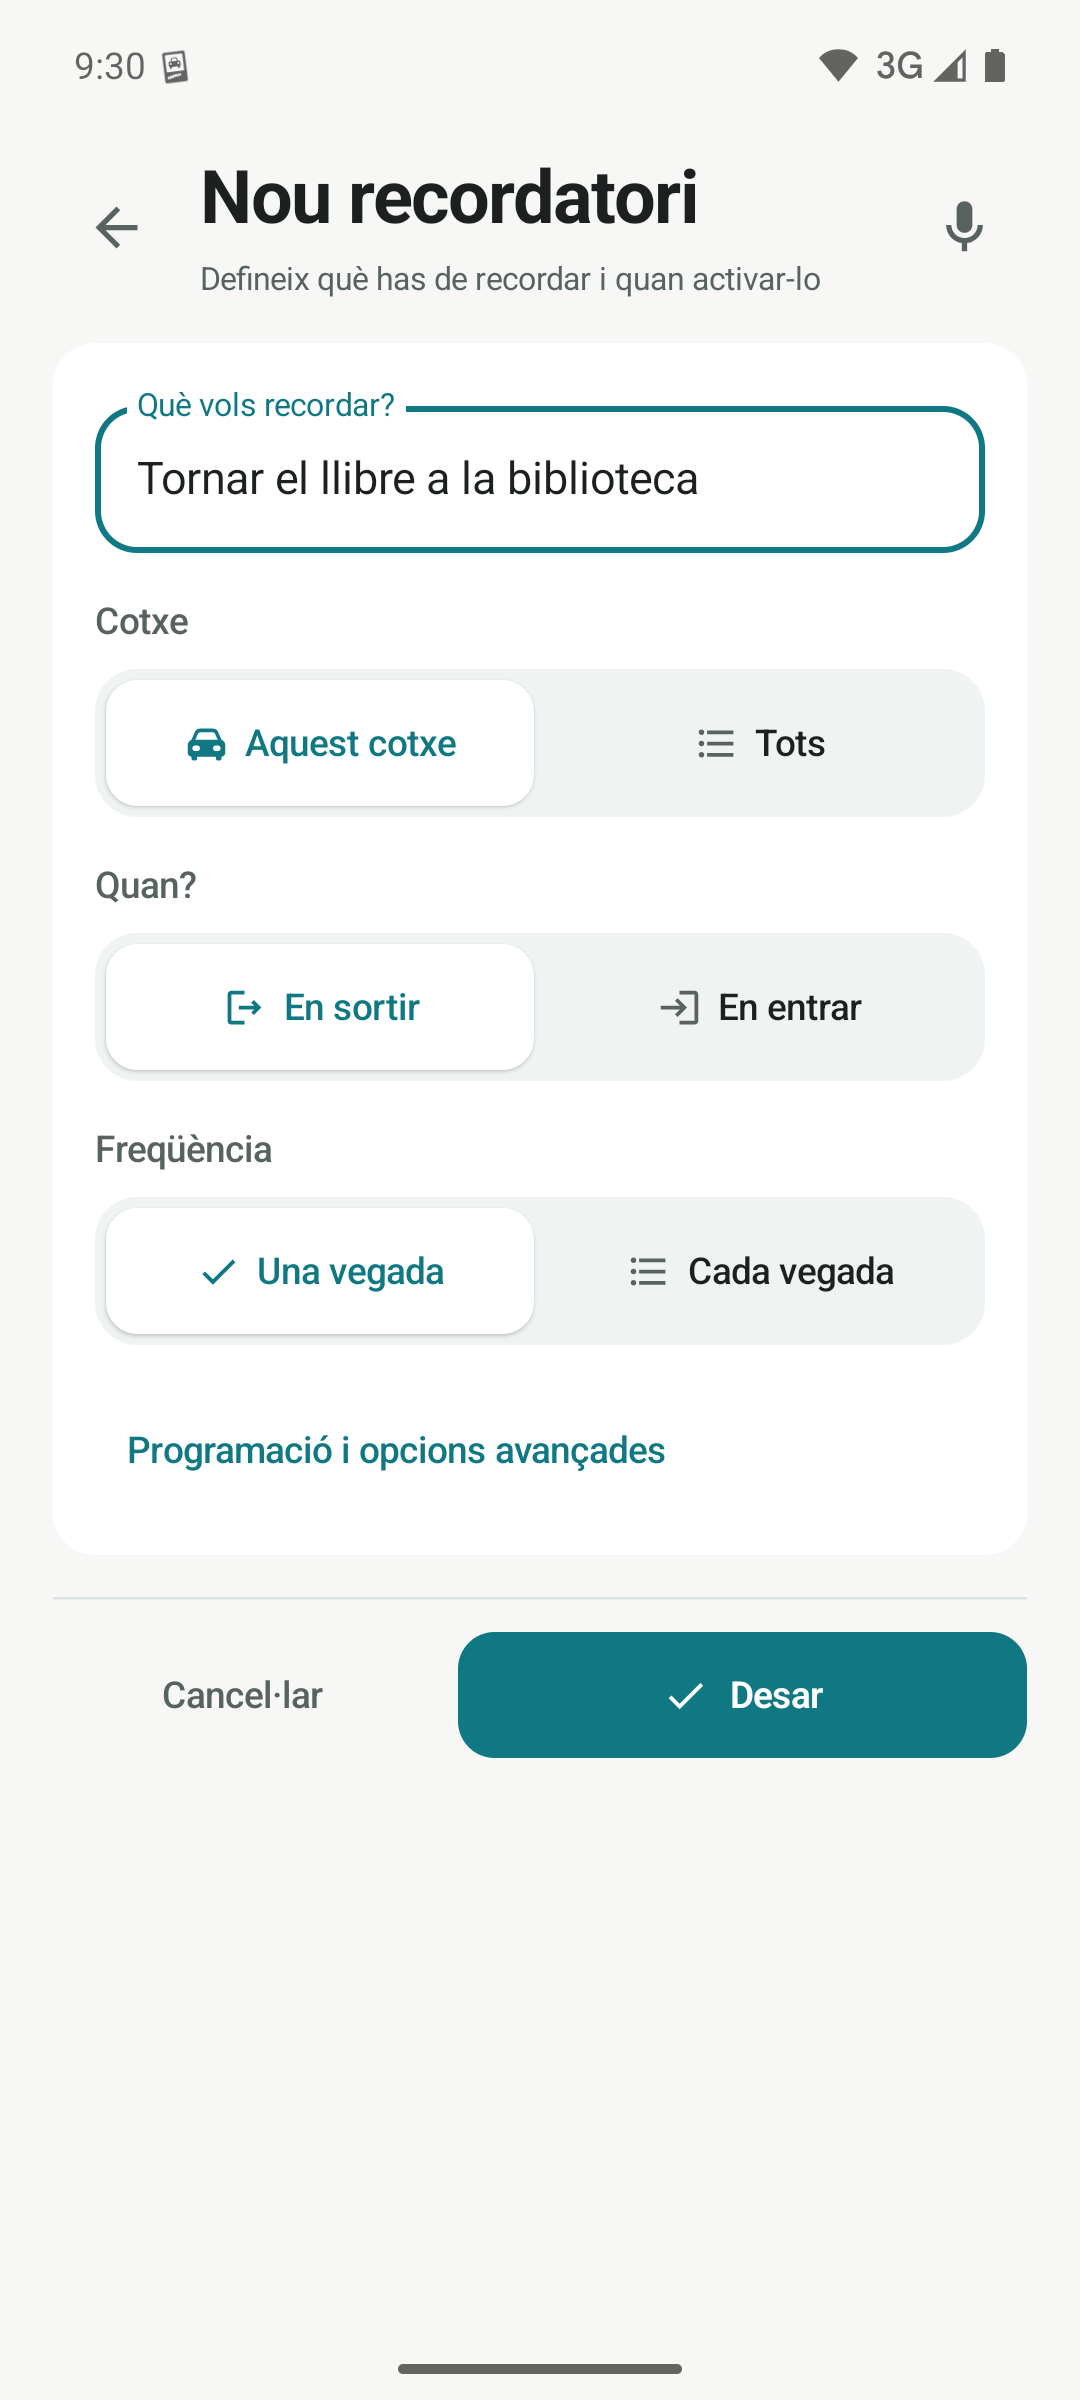 9:30
3G
Nou recordatori
Defineix què has de recordar i quan activar-lo
Què vols recordar?
Tornar el llibre a la biblioteca
Cotxe
Aquest cotxe
Tots
Quan?
En sortir
En entrar
Freqüència
Una vegada
Cada vegada
Programació i opcions avançades
Cancel·lar
Desar